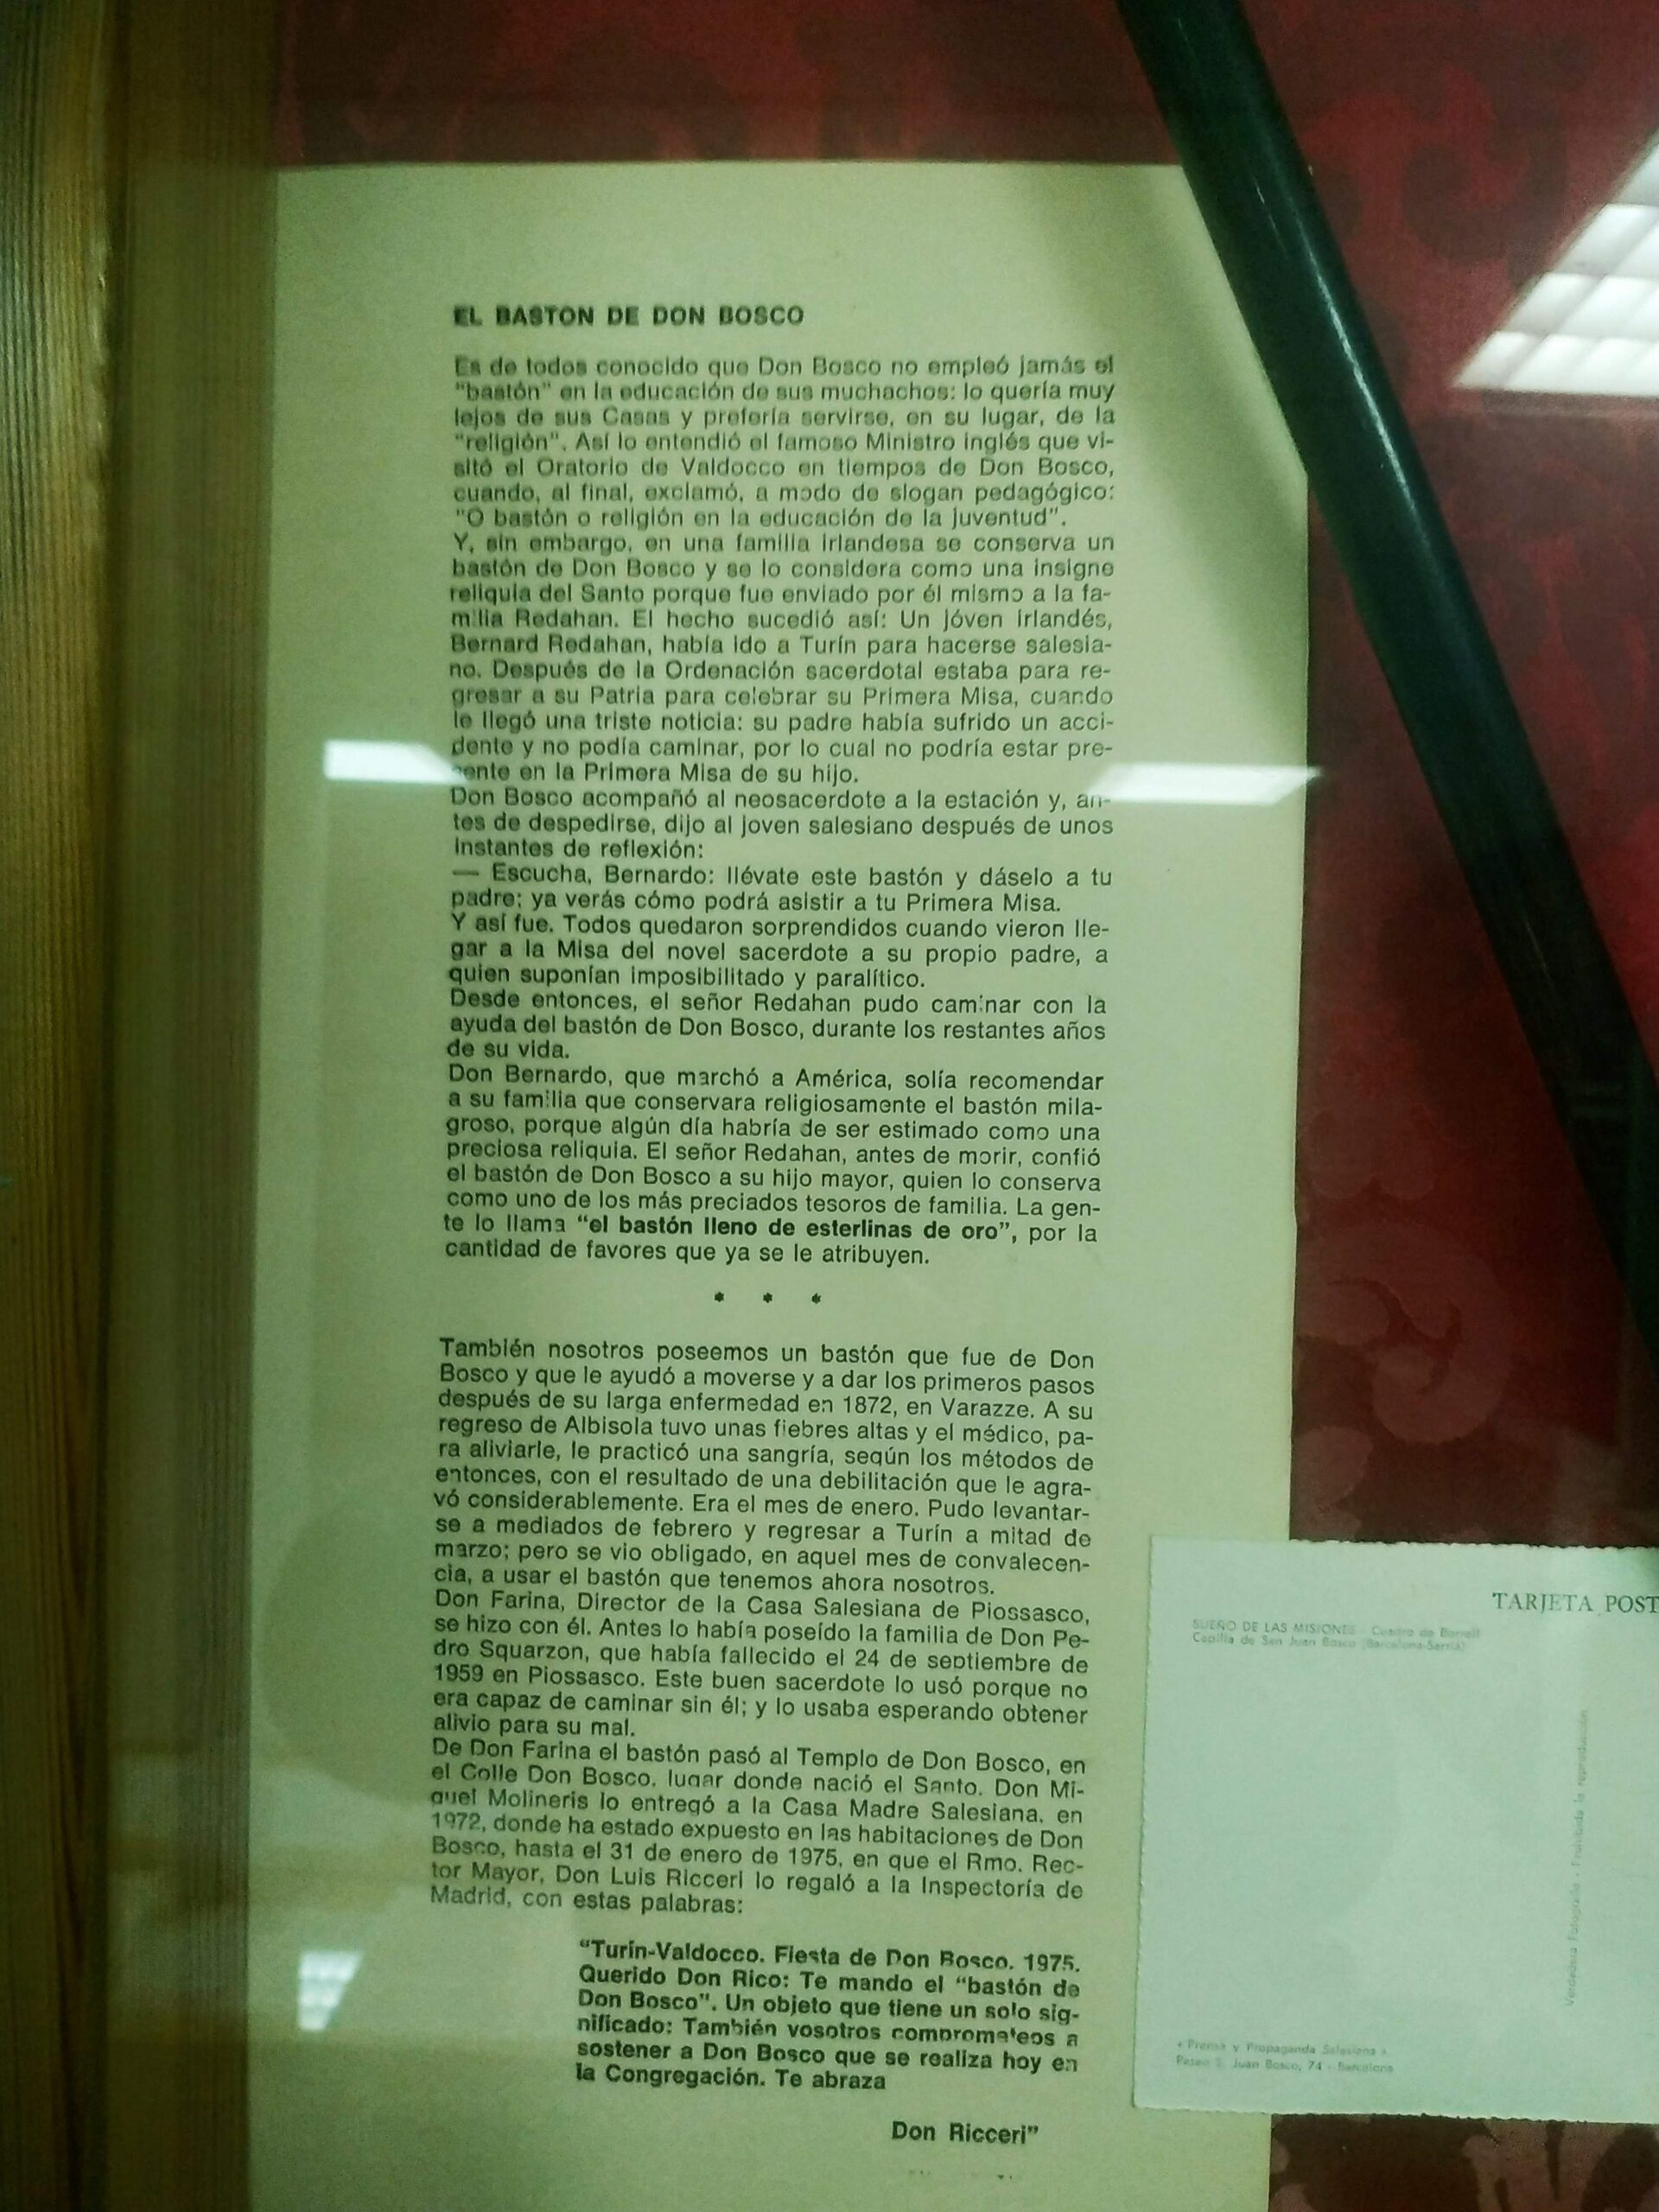 EL BASTON DE DON BOSCO
Es de todos conocido que Don Bosco no empleó jamás el
"bastón" en la educación de sus muchachos: lo quería muy
lejos de sus Casas y prefería servirse, en su lugar, de la
"religión". Así lo entendió el famoso Ministro inglés que vi-
sitó el Oratorio de Valdocco en tiempos de Don Bosco,
cuando, al final, exclamó, a modo de slogan pedagógico:
"O bastón o religión en la educación de la juventud".
Y, sin embargo, en una familia irlandesa se conserva un
bastón de Don Bosco y se lo considera como una insigne
reliquia del Santo porque fue enviado por él mismo a la fa-
milia Redahan. El hecho sucedió así: Un jóven irlandés,
Bernard Redahan, había ido a Turín para hacerse salesia-
no. Después de la Ordenación sacerdotal estaba para re-
gresar a su Patria para celebrar su Primera Misa, cuando
le llegó una triste noticia: su padre había sufrido un acci-
dente y no podía caminar, por lo cual no podría estar pre-
sente en la Primera Misa de su hijo.
Don Bosco acompañó al neosacerdote a la estación y, an-
tes de despedirse, dijo al joven salesiano después de unos
instantes de reflexión:
— Escucha, Bernardo: llévate este bastón y dáselo a tu
padre; ya verás cómo podrá asistir a tu Primera Misa.
Y así fue. Todos quedaron sorprendidos cuando vieron lle-
gar a la Misa del novel sacerdote a su propio padre, a
quien suponían imposibilitado y paralítico.
Desde entonces, el señor Redahan pudo caminar con la
ayuda del bastón de Don Bosco, durante los restantes años
de su vida.
Don Bernardo, que marchó a América, solía recomendar
a su familia que conservara religiosamente el bastón mila-
groso, porque algún día habría de ser estimado como una
preciosa reliquia. El señor Redahan, antes de morir, confió
el bastón de Don Bosco a su hijo mayor, quien lo conserva
como uno de los más preciados tesoros de familia. La gen-
te lo llama "el bastón lleno de esterlinas de oro", por la
cantidad de favores que ya se le atribuyen.
* * *
También nosotros poseemos un bastón que fue de Don
Bosco y que le ayudó a moverse y a dar los primeros pasos
después de su larga enfermedad en 1872, en Varazze. A su
regreso de Albisola tuvo unas fiebres altas y el médico, pa-
ra aliviarle, le practicó una sangría, según los métodos de
entonces, con el resultado de una debilitación que le agra-
vó considerablemente. Era el mes de enero. Pudo levantar-
se a mediados de febrero y regresar a Turín a mitad de
marzo; pero se vio obligado, en aquel mes de convalecen-
cia, a usar el bastón que tenemos ahora nosotros.
Don Farina, Director de la Casa Salesiana de Piossasco,
se hizo con él. Antes lo había poseído la familia de Don Pe-
dro Squarzon, que había fallecido el 24 de septiembre de
1959 en Piossasco. Este buen sacerdote lo usó porque no
era capaz de caminar sin él; y lo usaba esperando obtener
alivio para su mal.
De Don Farina el bastón pasó al Templo de Don Bosco, en
el Colle Don Bosco, lugar donde nació el Santo. Don Mi-
guel Molineris lo entregó a la Casa Madre Salesiana, en
1972, donde ha estado expuesto en las habitaciones de Don
Bosco, hasta el 31 de enero de 1975, en que el Rmo. Rec-
tor Mayor, Don Luis Ricceri lo regaló a la Inspectoría de
Madrid, con estas palabras:
"Turín-Valdocco. Fiesta de Don Bosco. 1975.
Querido Don Rico: Te mando el "bastón de
Don Bosco". Un objeto que tiene un solo sig-
nificado: También vosotros comprometeos a
sostener a Don Bosco que se realiza hoy en
la Congregación. Te abraza
Don Ricceri"
TARJETA POST
SUEÑO DE LAS MISIONES - Cuadro de Borrell
Capilla de San Juan Bosco (Barcelona-Sarriá)
Fotografía - Prohibida la reproducción
« Prensa y Propaganda Salesiana »
Paseo S. Juan Bosco, 74 - Barcelona